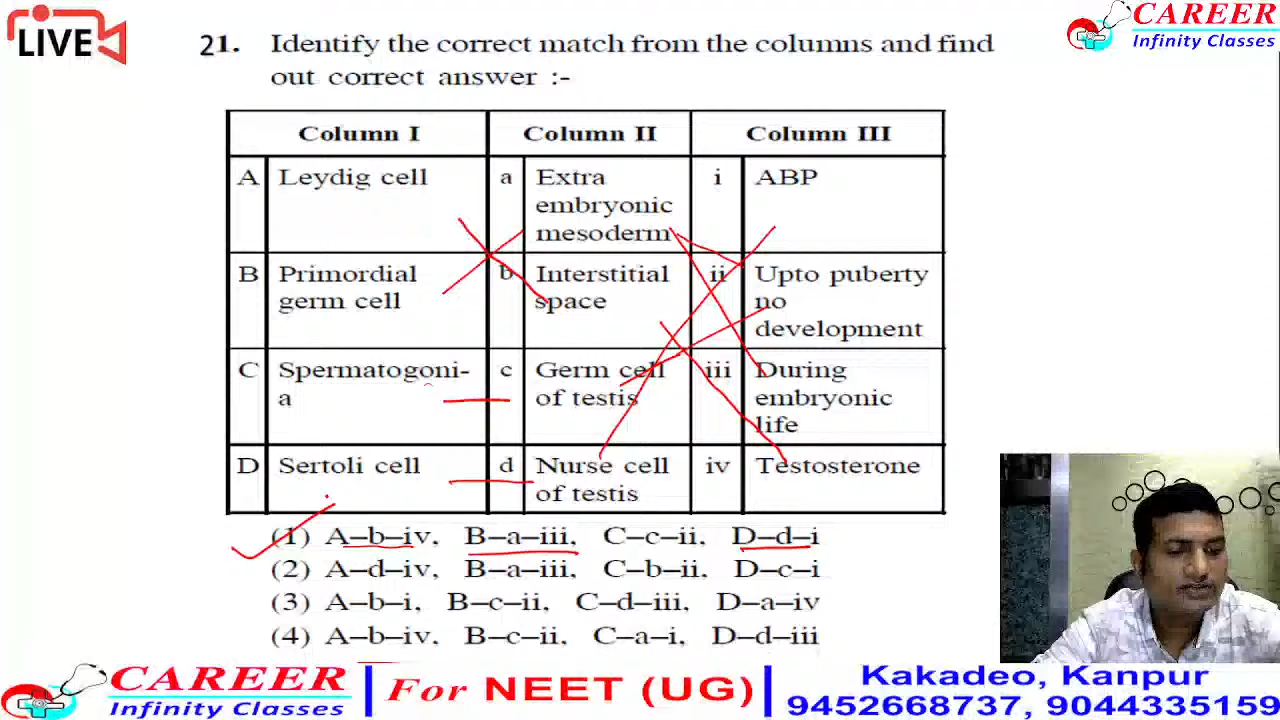 LIVE
CAREER
Infinity Classes
21. Identify the correct match from the columns and find
out correct answer :-
Column I Column II Column III
A Leydig cell a Extra i ABP
embryonic
mesoderm
B Primordial b Interstitial ii Upto puberty
germ cell space no
development
C Spermatogoni- c Germ cell iii During
a of testis embryonic
life
D Sertoli cell d Nurse cell iv Testosterone
of testis
(1) A–b–iv, B–a–iii, C–c–ii, D–d–i
(2) A–d–iv, B–a–iii, C–b–ii, D–c–i
(3) A–b–i, B–c–ii, C–d–iii, D–a–iv
(4) A–b–iv, B–c–ii, C–a–i, D–d–iii
CAREER
Infinity Classes
For NEET (UG)
Kakadeo, Kanpur
9452668737, 9044335159